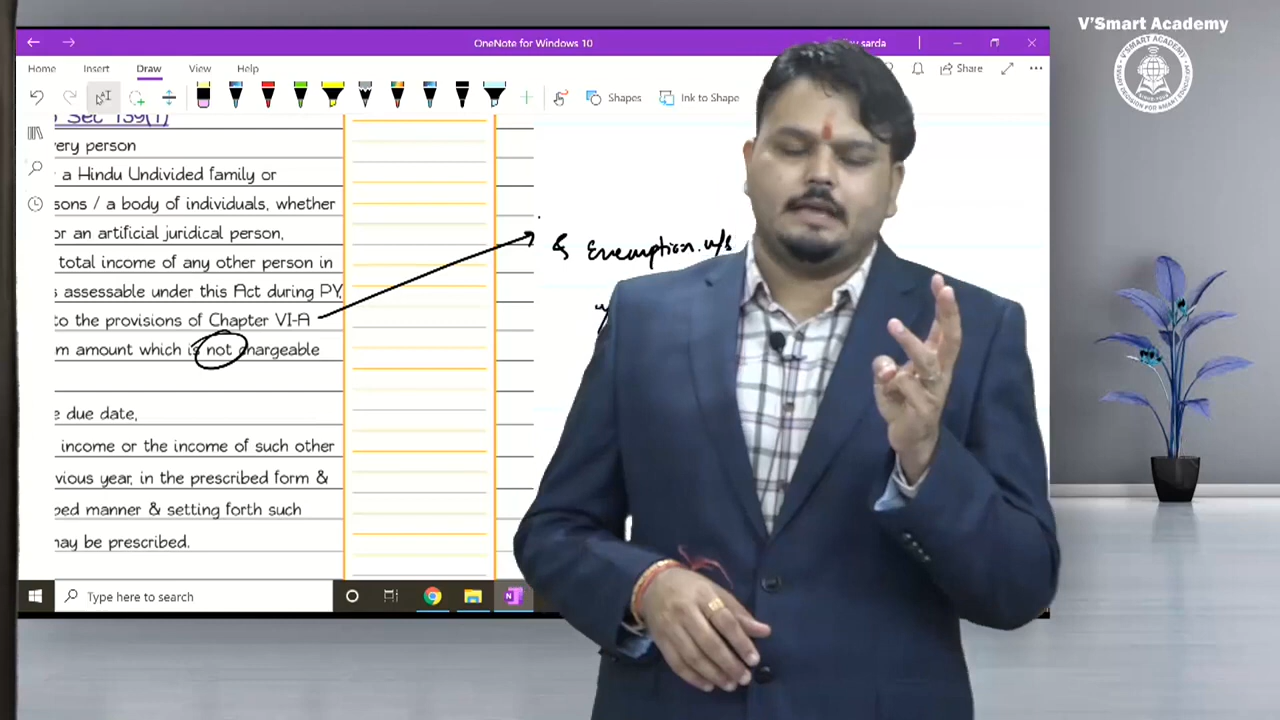 V'Smart Academy
OneNote for Windows 10
sarda
Home Insert Draw View Help
Share
Shapes
Ink to Shape
Sec 139(1)
very person
a Hindu Undivided family or
sons / a body of individuals, whether
or an artificial juridical person,
total income of any other person in
s assessable under this Act during PY,
to the provisions of Chapter VI-A
& Exemption u/s
m amount which is not chargeable
e due date,
income or the income of such other
vious year, in the prescribed form &
bed manner & setting forth such
may be prescribed.
Type here to search